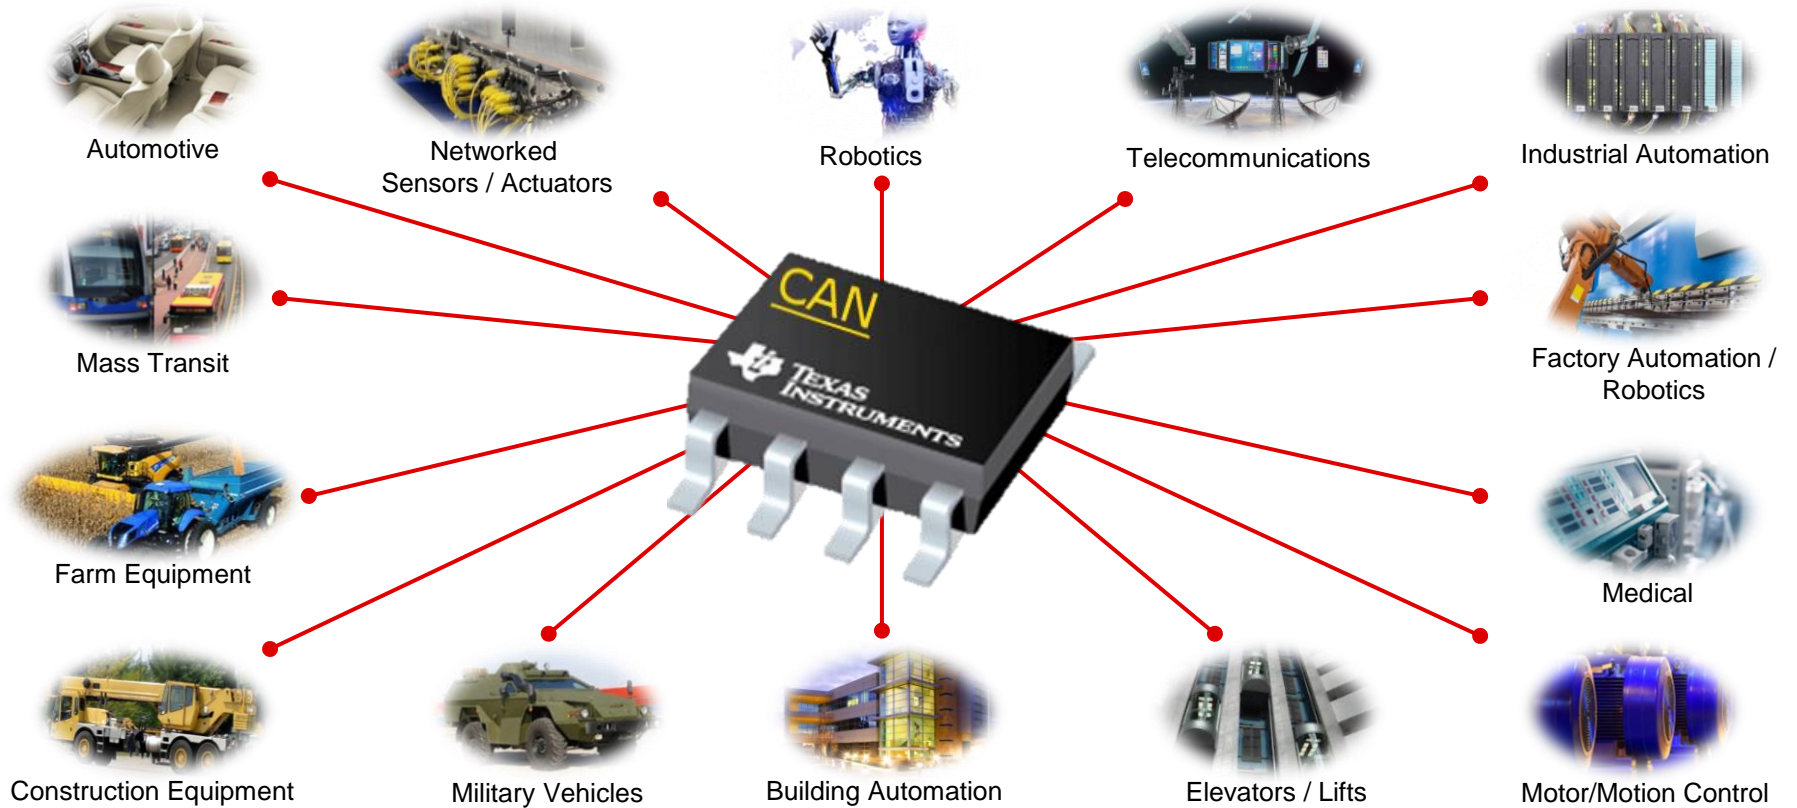 Automotive
Networked
Sensors / Actuators
Robotics
Telecommunications
Industrial Automation
Mass Transit
CAN
TEXAS
INSTRUMENTS
Factory Automation /
Robotics
Farm Equipment
Medical
Construction Equipment
Military Vehicles
Building Automation
Elevators / Lifts
Motor/Motion Control